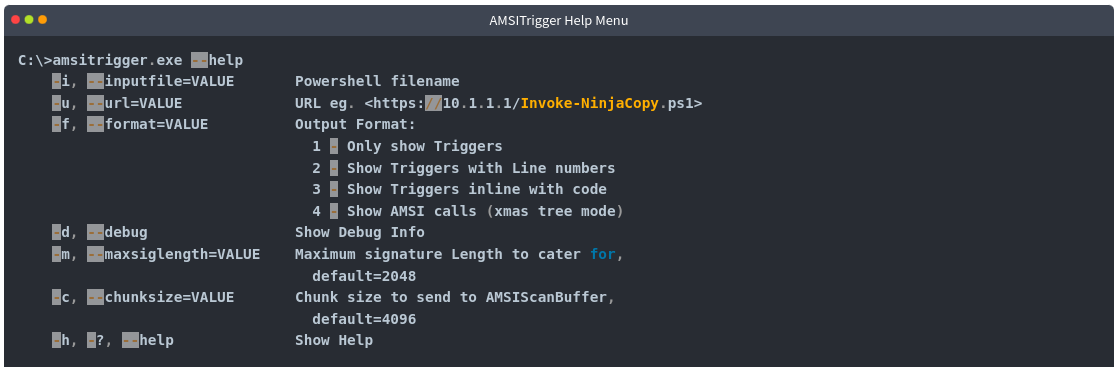 AMSITrigger Help Menu
C:\>amsitrigger.exe --help
-i, --inputfile=VALUE Powershell filename
-u, --url=VALUE URL eg. <https://10.1.1.1/Invoke-NinjaCopy.ps1>
-f, --format=VALUE Output Format:
1 - Only show Triggers
2 - Show Triggers with Line numbers
3 - Show Triggers inline with code
4 - Show AMSI calls (xmas tree mode)
-d, --debug Show Debug Info
-m, --maxsiglength=VALUE Maximum signature Length to cater for,
default=2048
-c, --chunksize=VALUE Chunk size to send to AMSIScanBuffer,
default=4096
-h, -?, --help Show Help